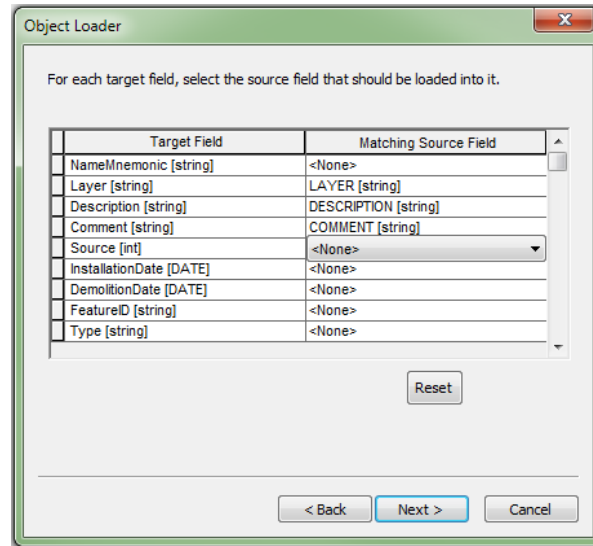 Object Loader
For each target field, select the source field that should be loaded into it.
Target Field Matching Source Field
NameMnemonic [string] <None>
Layer [string] LAYER [string]
Description [string] DESCRIPTION [string]
Comment [string] COMMENT [string]
Source [int] <None>
InstallationDate [DATE] <None>
DemolitionDate [DATE] <None>
FeatureID [string] <None>
Type [string] <None>
Reset
< Back Next > Cancel